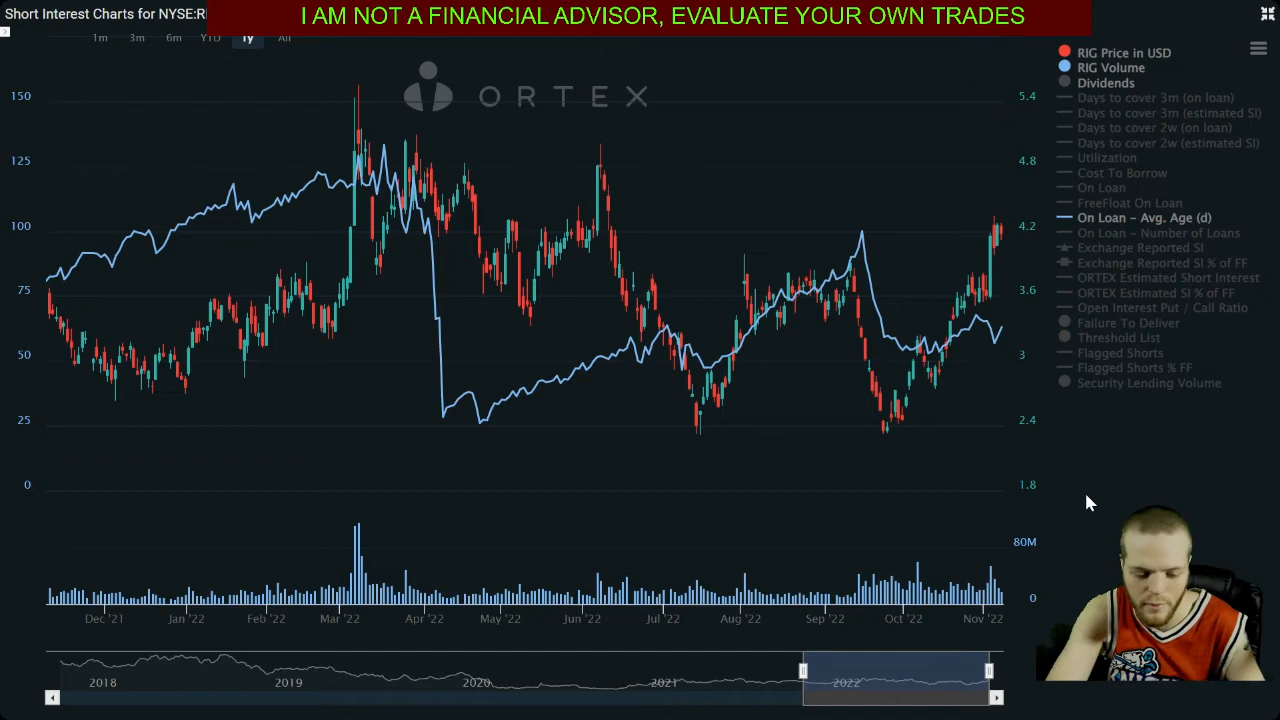 Short Interest Charts for NYSE:RI
I AM NOT A FINANCIAL ADVISOR, EVALUATE YOUR OWN TRADES
1m 3m 6m YTD 1y All
ORTEX
150
125
100
75
50
25
0
5.4
4.8
4.2
3.6
3
2.4
1.8
80M
0
RIG Price in USD
RIG Volume
Dividends
Days to cover 3m (on loan)
Days to cover 3m (estimated SI)
Days to cover 2w (on loan)
Days to cover 2w (estimated SI)
Utilization
Cost To Borrow
On Loan
FreeFloat On Loan
On Loan - Avg. Age (d)
On Loan - Number of Loans
Exchange Reported SI
Exchange Reported SI % of FF
ORTEX Estimated Short Interest
ORTEX Estimated SI % of FF
Open Interest Put / Call Ratio
Failure To Deliver
Threshold List
Flagged Shorts
Flagged Shorts % FF
Security Lending Volume
Dec '21 Jan '22 Feb '22 Mar '22 Apr '22 May '22 Jun '22 Jul '22 Aug '22 Sep '22 Oct '22 Nov '22
2018 2019 2020 2021 2022